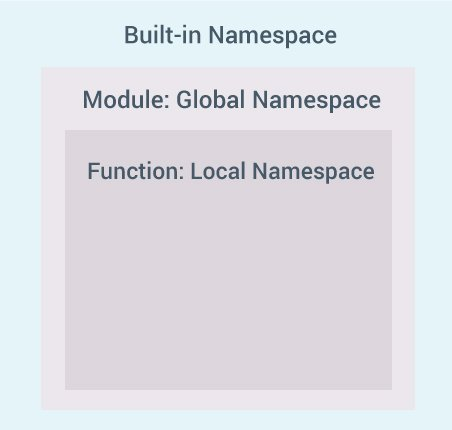 Built-in Namespace
Module: Global Namespace
Function: Local Namespace